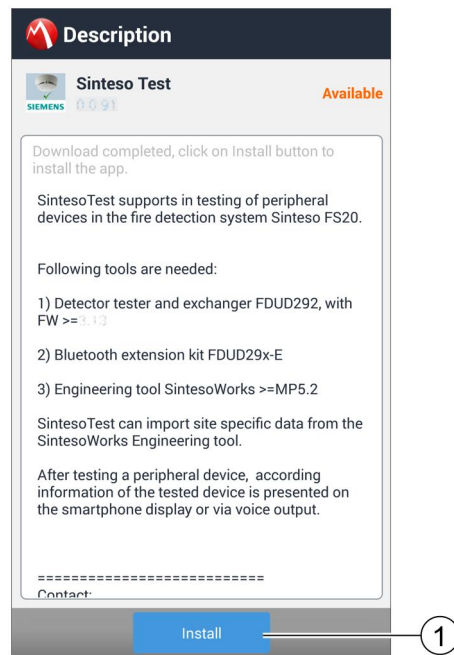 Description
Sinteso Test
SIEMENS
0.0.91
Available
Download completed, click on Install button to
install the app.
SintesoTest supports in testing of peripheral
devices in the fire detection system Sinteso FS20.
Following tools are needed:
1) Detector tester and exchanger FDUD292, with
FW >=
2) Bluetooth extension kit FDUD29x-E
3) Engineering tool SintesoWorks >=MP5.2
SintesoTest can import site specific data from the
SintesoWorks Engineering tool.
After testing a peripheral device, according
information of the tested device is presented on
the smartphone display or via voice output.
===========================
Contact:
Install
1